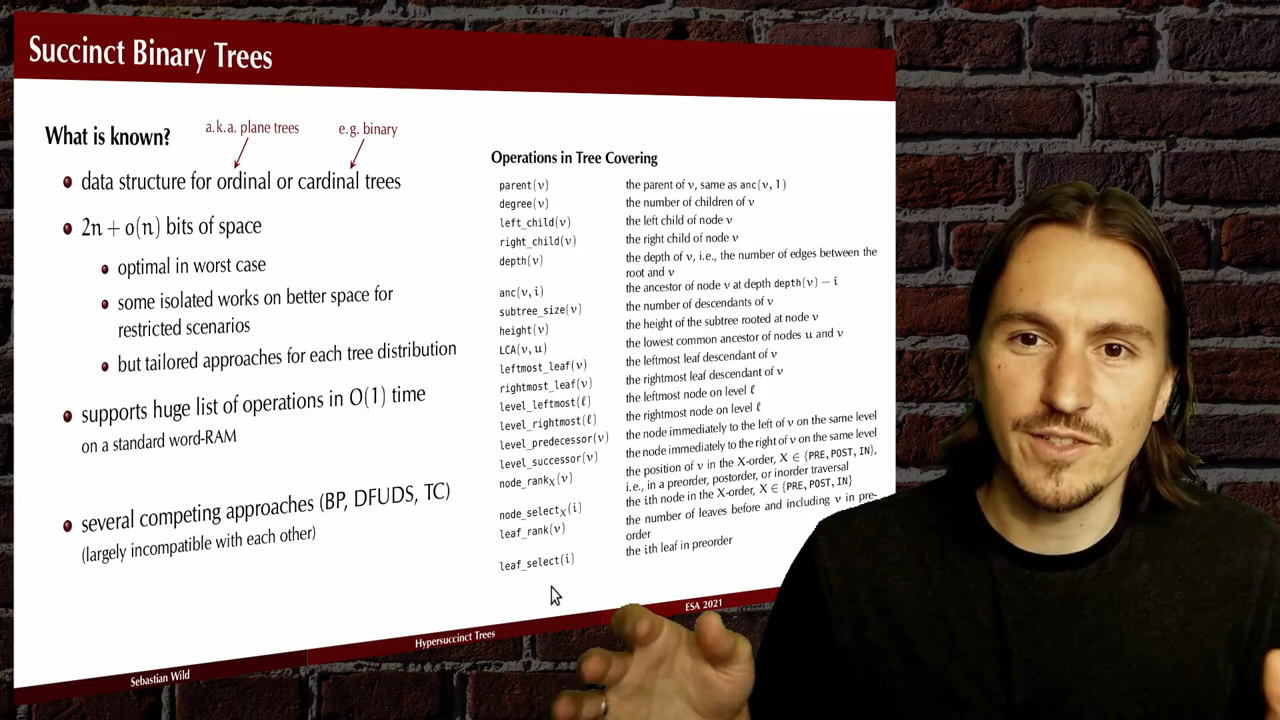 Succinct Binary Trees
What is known?
a.k.a. plane trees
e.g. binary
data structure for ordinal or cardinal trees
2n + o(n) bits of space
optimal in worst case
some isolated works on better space for
restricted scenarios
but tailored approaches for each tree distribution
supports huge list of operations in O(1) time
on a standard word-RAM
several competing approaches (BP, DFUDS, TC)
(largely incompatible with each other)
Operations in Tree Covering
parent(v) the parent of v, same as anc(v, 1)
degree(v) the number of children of v
left_child(v) the left child of node v
right_child(v) the right child of node v
depth(v) the depth of v, i.e., the number of edges between the
root and v
anc(v, i) the ancestor of node v at depth depth(v) − i
subtree_size(v) the number of descendants of v
height(v) the height of the subtree rooted at node v
LCA(v, u) the lowest common ancestor of nodes u and v
leftmost_leaf(v) the leftmost leaf descendant of v
rightmost_leaf(v) the rightmost leaf descendant of v
level_leftmost(ℓ) the leftmost node on level ℓ
level_rightmost(ℓ) the rightmost node on level ℓ
level_predecessor(v) the node immediately to the left of v on the same level
level_successor(v) the node immediately to the right of v on the same level
node_rankX(v) the position of v in the X-order, X ∈ {PRE, POST, IN},
i.e., in a preorder, postorder, or inorder traversal
node_selectX(i) the ith node in the X-order, X ∈ {PRE, POST, IN}
leaf_rank(v) the number of leaves before and including v in pre-
order
leaf_select(i) the ith leaf in preorder
Sebastian Wild
Hypersuccinct Trees
ESA 2021